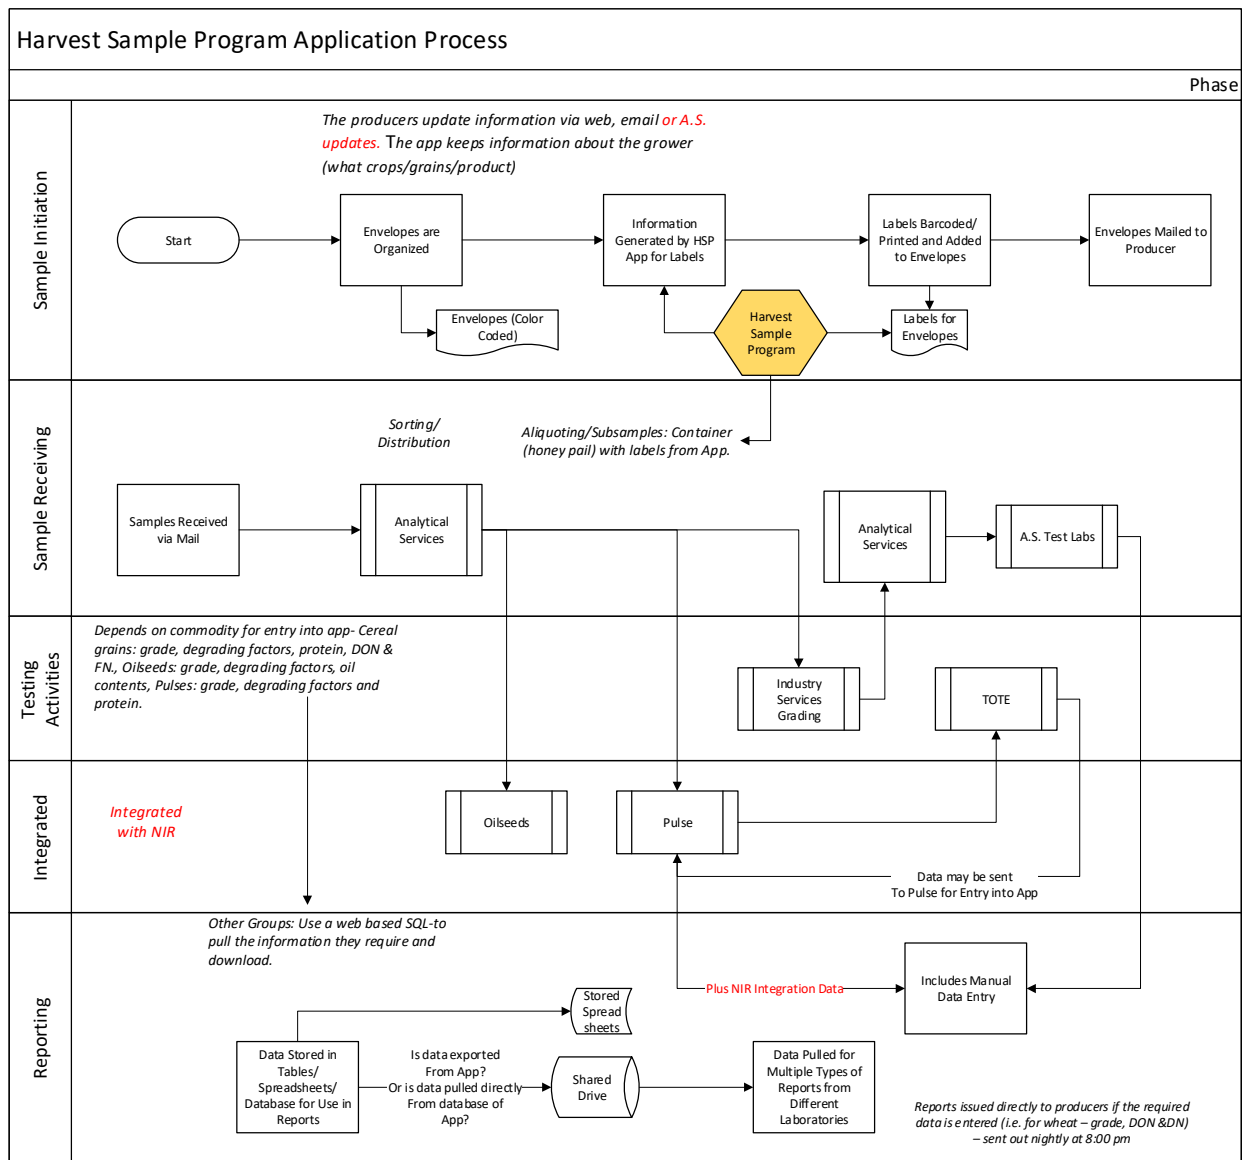 Harvest Sample Program Application Process
Phase
Sample Initiation
The producers update information via web, email or A.S.
updates. The app keeps information about the grower
(what crops/grains/product)
Start
Envelopes are
Organized
Information
Generated by HSP
App for Labels
Labels Barcoded/
Printed and Added
to Envelopes
Envelopes Mailed to
Producer
Envelopes (Color
Coded)
Harvest
Sample
Program
Labels for
Envelopes
Sample Receiving
Sorting/
Distribution
Aliquoting/Subsamples: Container
(honey pail) with labels from App.
Samples Received
via Mail
Analytical
Services
Analytical
Services
A.S. Test Labs
Testing
Activities
Depends on commodity for entry into app- Cereal
grains: grade, degrading factors, protein, DON &
FN., Oilseeds: grade, degrading factors, oil
contents, Pulses: grade, degrading factors and
protein.
Industry
Services
Grading
TOTE
Integrated
Integrated
with NIR
Oilseeds
Pulse
Data may be sent
To Pulse for Entry into App
Reporting
Other Groups: Use a web based SQL-to
pull the information they require and
download.
Plus NIR Integration Data
Includes Manual
Data Entry
Stored
Spread
sheets
Data Stored in
Tables/
Spreadsheets/
Database for Use in
Reports
Is data exported
From App?
Or is data pulled directly
From database of
App?
Shared
Drive
Data Pulled for
Multiple Types of
Reports from
Different
Laboratories
Reports issued directly to producers if the required
data is entered (i.e. for wheat – grade, DON &DN)
– sent out nightly at 8:00 pm